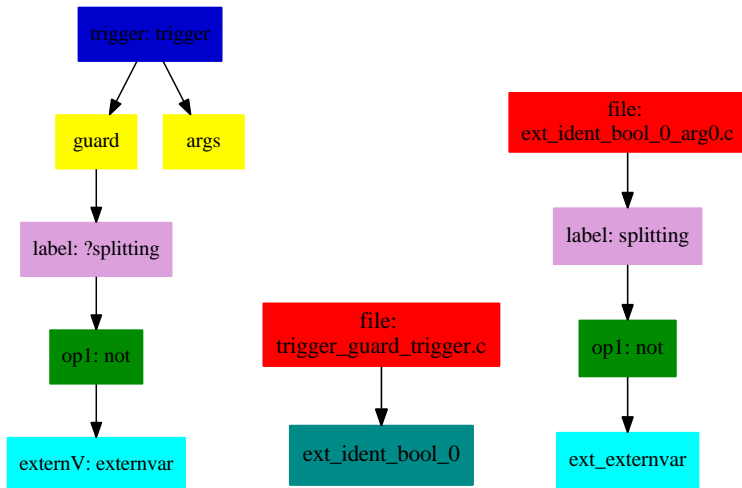 trigger: trigger
guard
args
label: ?splitting
op1: not
externV: externvar
file:
trigger_guard_trigger.c
ext_ident_bool_0
file:
ext_ident_bool_0_arg0.c
label: splitting
op1: not
ext_externvar